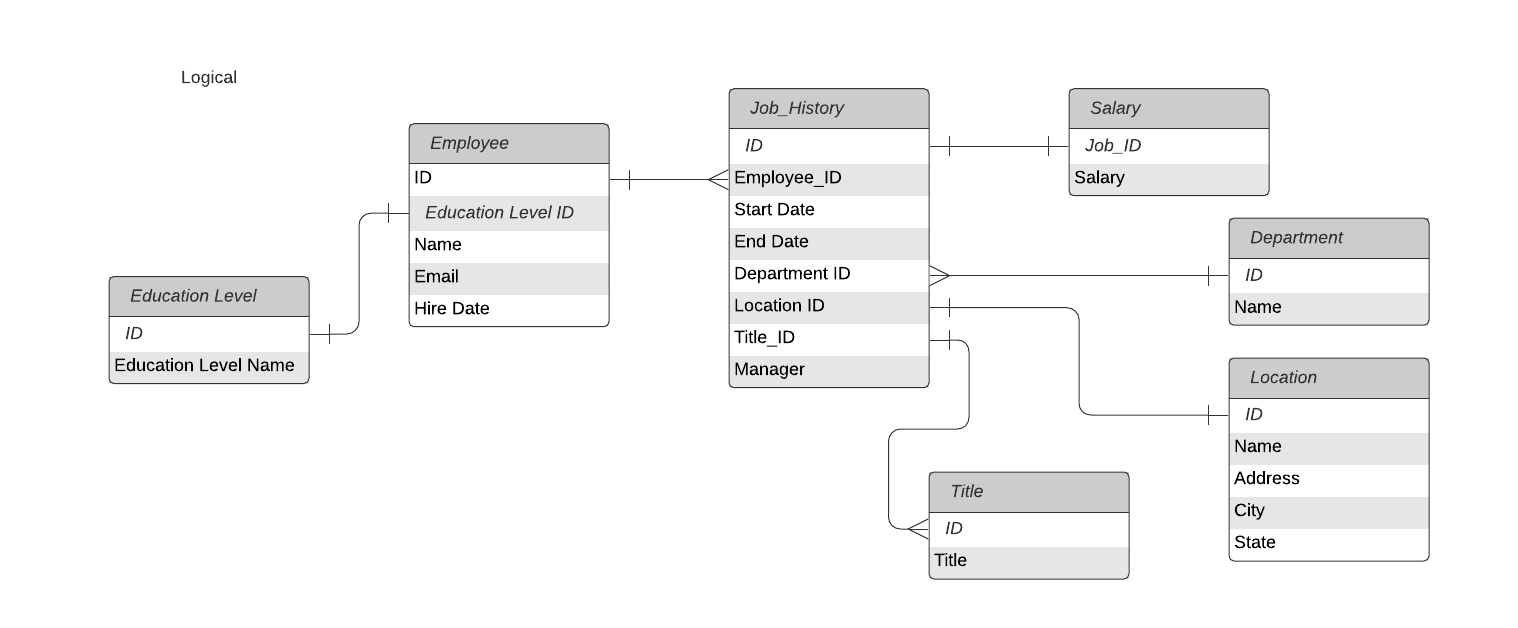 Logical
Education Level
ID
Education Level Name
Employee
ID
Education Level ID
Name
Email
Hire Date
Job_History
ID
Employee_ID
Start Date
End Date
Department ID
Location ID
Title_ID
Manager
Salary
Job_ID
Salary
Department
ID
Name
Location
ID
Name
Address
City
State
Title
ID
Title